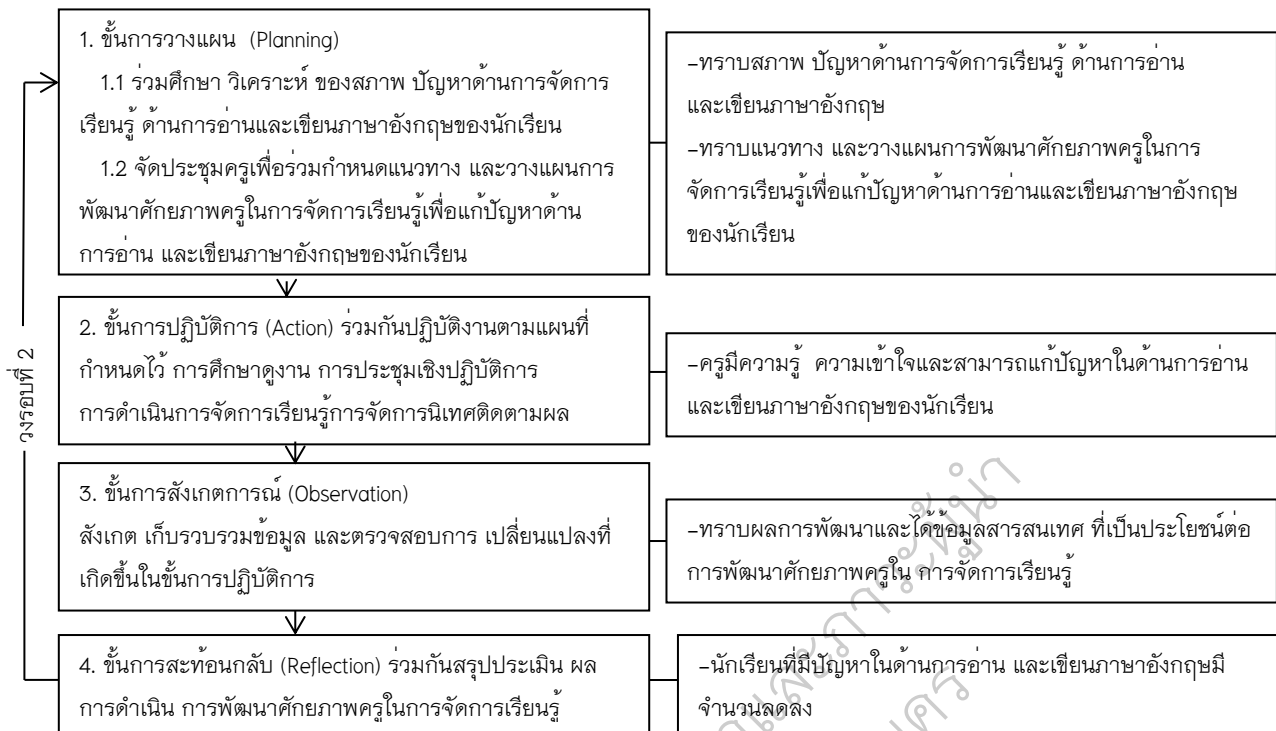 1. ขั้นการวางแผน (Planning)
1.1 ร่วมศึกษา วิเคราะห์ ของสภาพ ปัญหาด้านการจัดการ
เรียนรู้ ด้านการอ่านและเขียนภาษาอังกฤษของนักเรียน
1.2 จัดประชุมครูเพื่อร่วมกำหนดแนวทาง และวางแผนการ
พัฒนาศักยภาพครูในการจัดการเรียนรู้เพื่อแก้ปัญหาด้าน
การอ่าน และเขียนภาษาอังกฤษของนักเรียน
-ทราบสภาพ ปัญหาด้านการจัดการเรียนรู้ ด้านการอ่าน
และเขียนภาษาอังกฤษ
-ทราบแนวทาง และวางแผนการพัฒนาศักยภาพครูในการ
จัดการเรียนรู้เพื่อแก้ปัญหาด้านการอ่านและเขียนภาษาอังกฤษ
ของนักเรียน
2. ขั้นการปฏิบัติการ (Action) ร่วมกันปฏิบัติงานตามแผนที่
กำหนดไว้ การศึกษาดูงาน การประชุมเชิงปฏิบัติการ
การดำเนินการจัดการเรียนรู้การจัดการนิเทศติดตามผล
-ครูมีความรู้ ความเข้าใจและสามารถแก้ปัญหาในด้านการอ่าน
และเขียนภาษาอังกฤษของนักเรียน
วงรอบที่ 2
3. ขั้นการสังเกตการณ์ (Observation)
สังเกต เก็บรวบรวมข้อมูล และตรวจสอบการ เปลี่ยนแปลงที่
เกิดขึ้นในขั้นการปฏิบัติการ
-ทราบผลการพัฒนาและได้ข้อมูลสารสนเทศ ที่เป็นประโยชน์ต่อ
การพัฒนาศักยภาพครูใน การจัดการเรียนรู้
4. ขั้นการสะท้อนกลับ (Reflection) ร่วมกันสรุปประเมิน ผล
การดำเนิน การพัฒนาศักยภาพครูในการจัดการเรียนรู้
-นักเรียนที่มีปัญหาในด้านการอ่าน และเขียนภาษาอังกฤษมี
จำนวนลดลง